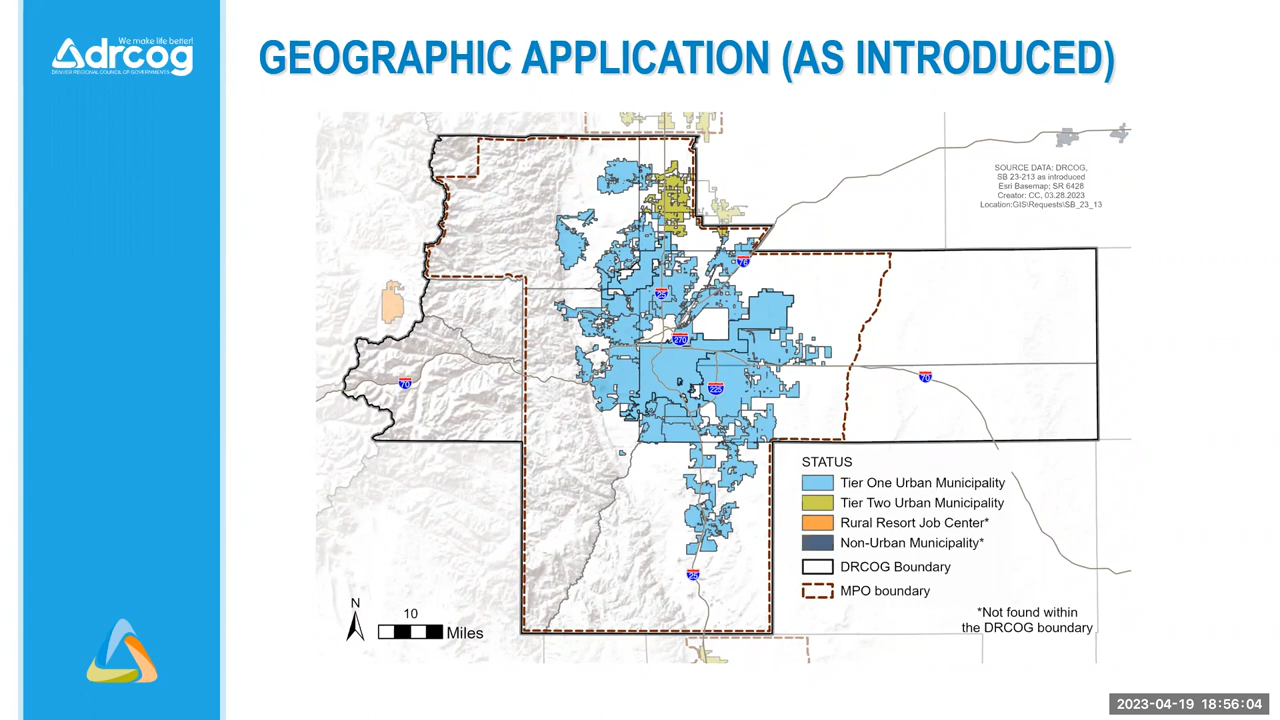 We make life better!
drcog
DENVER REGIONAL COUNCIL OF GOVERNMENTS
GEOGRAPHIC APPLICATION (AS INTRODUCED)
SOURCE DATA: DRCOG,
SB 23-213 as introduced
Esri Basemap; SR 6428
Creator: CC, 03.28.2023
Location:GIS\Requests\SB_23_13
76
25
270
70
225
70
STATUS
Tier One Urban Municipality
Tier Two Urban Municipality
Rural Resort Job Center*
Non-Urban Municipality*
DRCOG Boundary
MPO boundary
25
*Not found within
the DRCOG boundary
N
10
Miles
2023-04-19 18:56:04